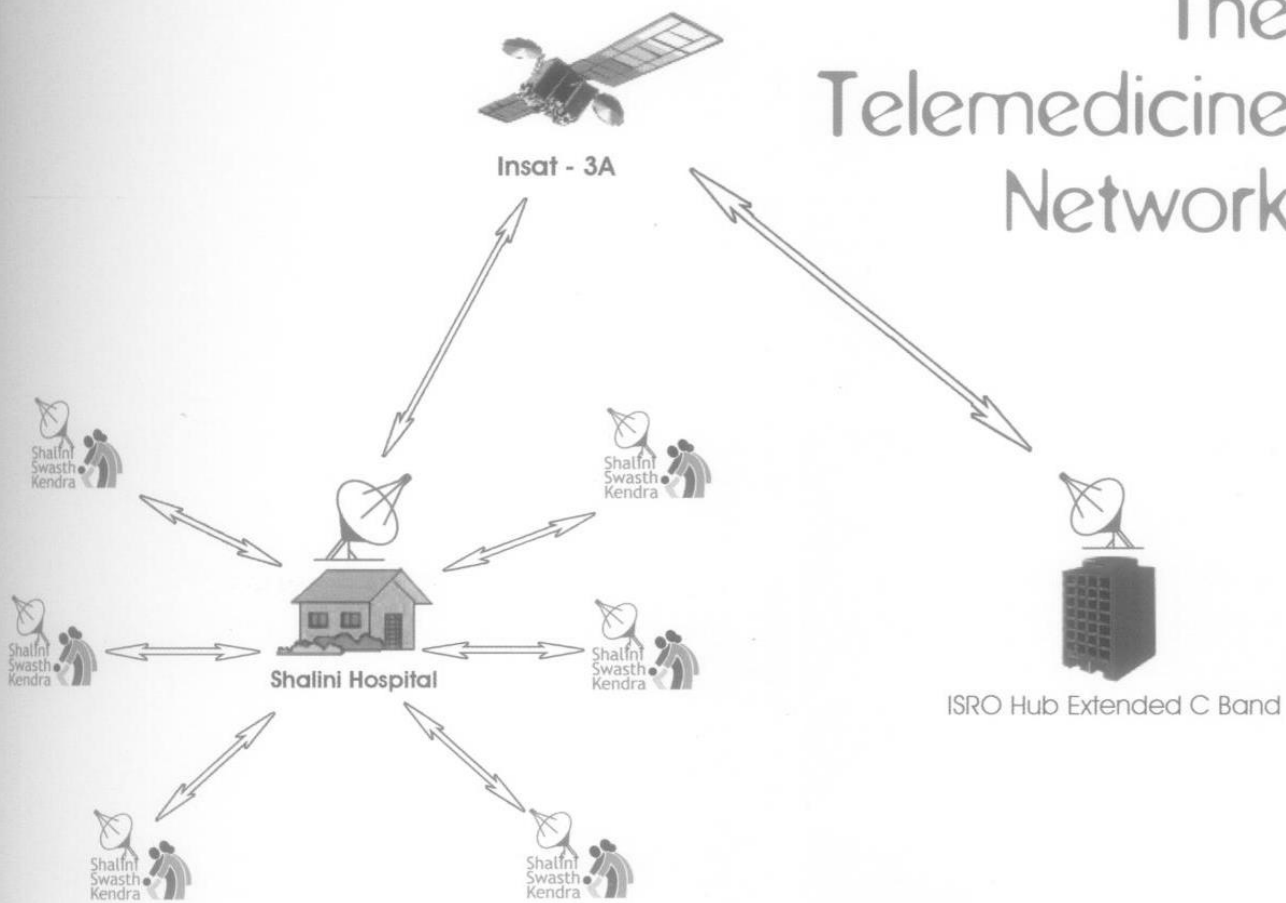 The
Telemedicine
Network
Insat - 3A
Shalini
Swasth
Kendra
Shalini
Swasth
Kendra
Shalini
Swasth
Kendra
Shalini Hospital
Shalini
Swasth
Kendra
ISRO Hub Extended C Band
Shalini
Swasth
Kendra
Shalini
Swasth
Kendra